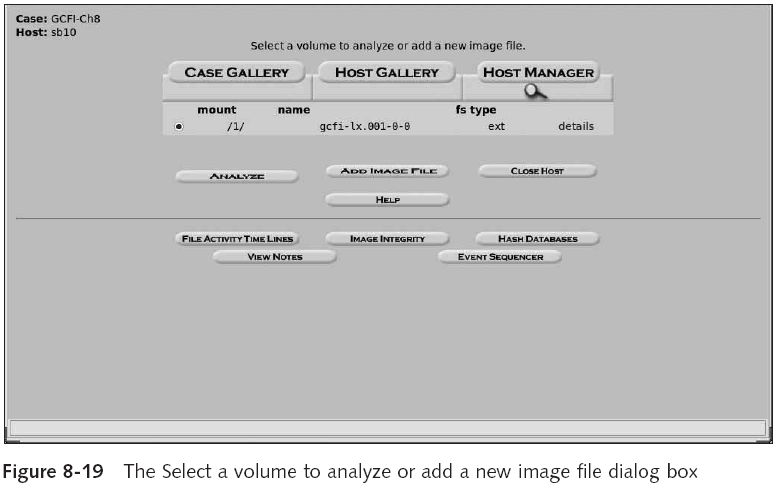 Case: GCFI-Ch8
Host: sb10
Select a volume to analyze or add a new image file.
CASE GALLERY HOST GALLERY HOST MANAGER
mount name fs type
/1/ gcfi-lx.001-0-0 ext details
ANALYZE ADD IMAGE FILE CLOSE HOST
HELP
FILE ACTIVITY TIME LINES IMAGE INTEGRITY HASH DATABASES
VIEW NOTES EVENT SEQUENCER
Figure 8-19 The Select a volume to analyze or add a new image file dialog box